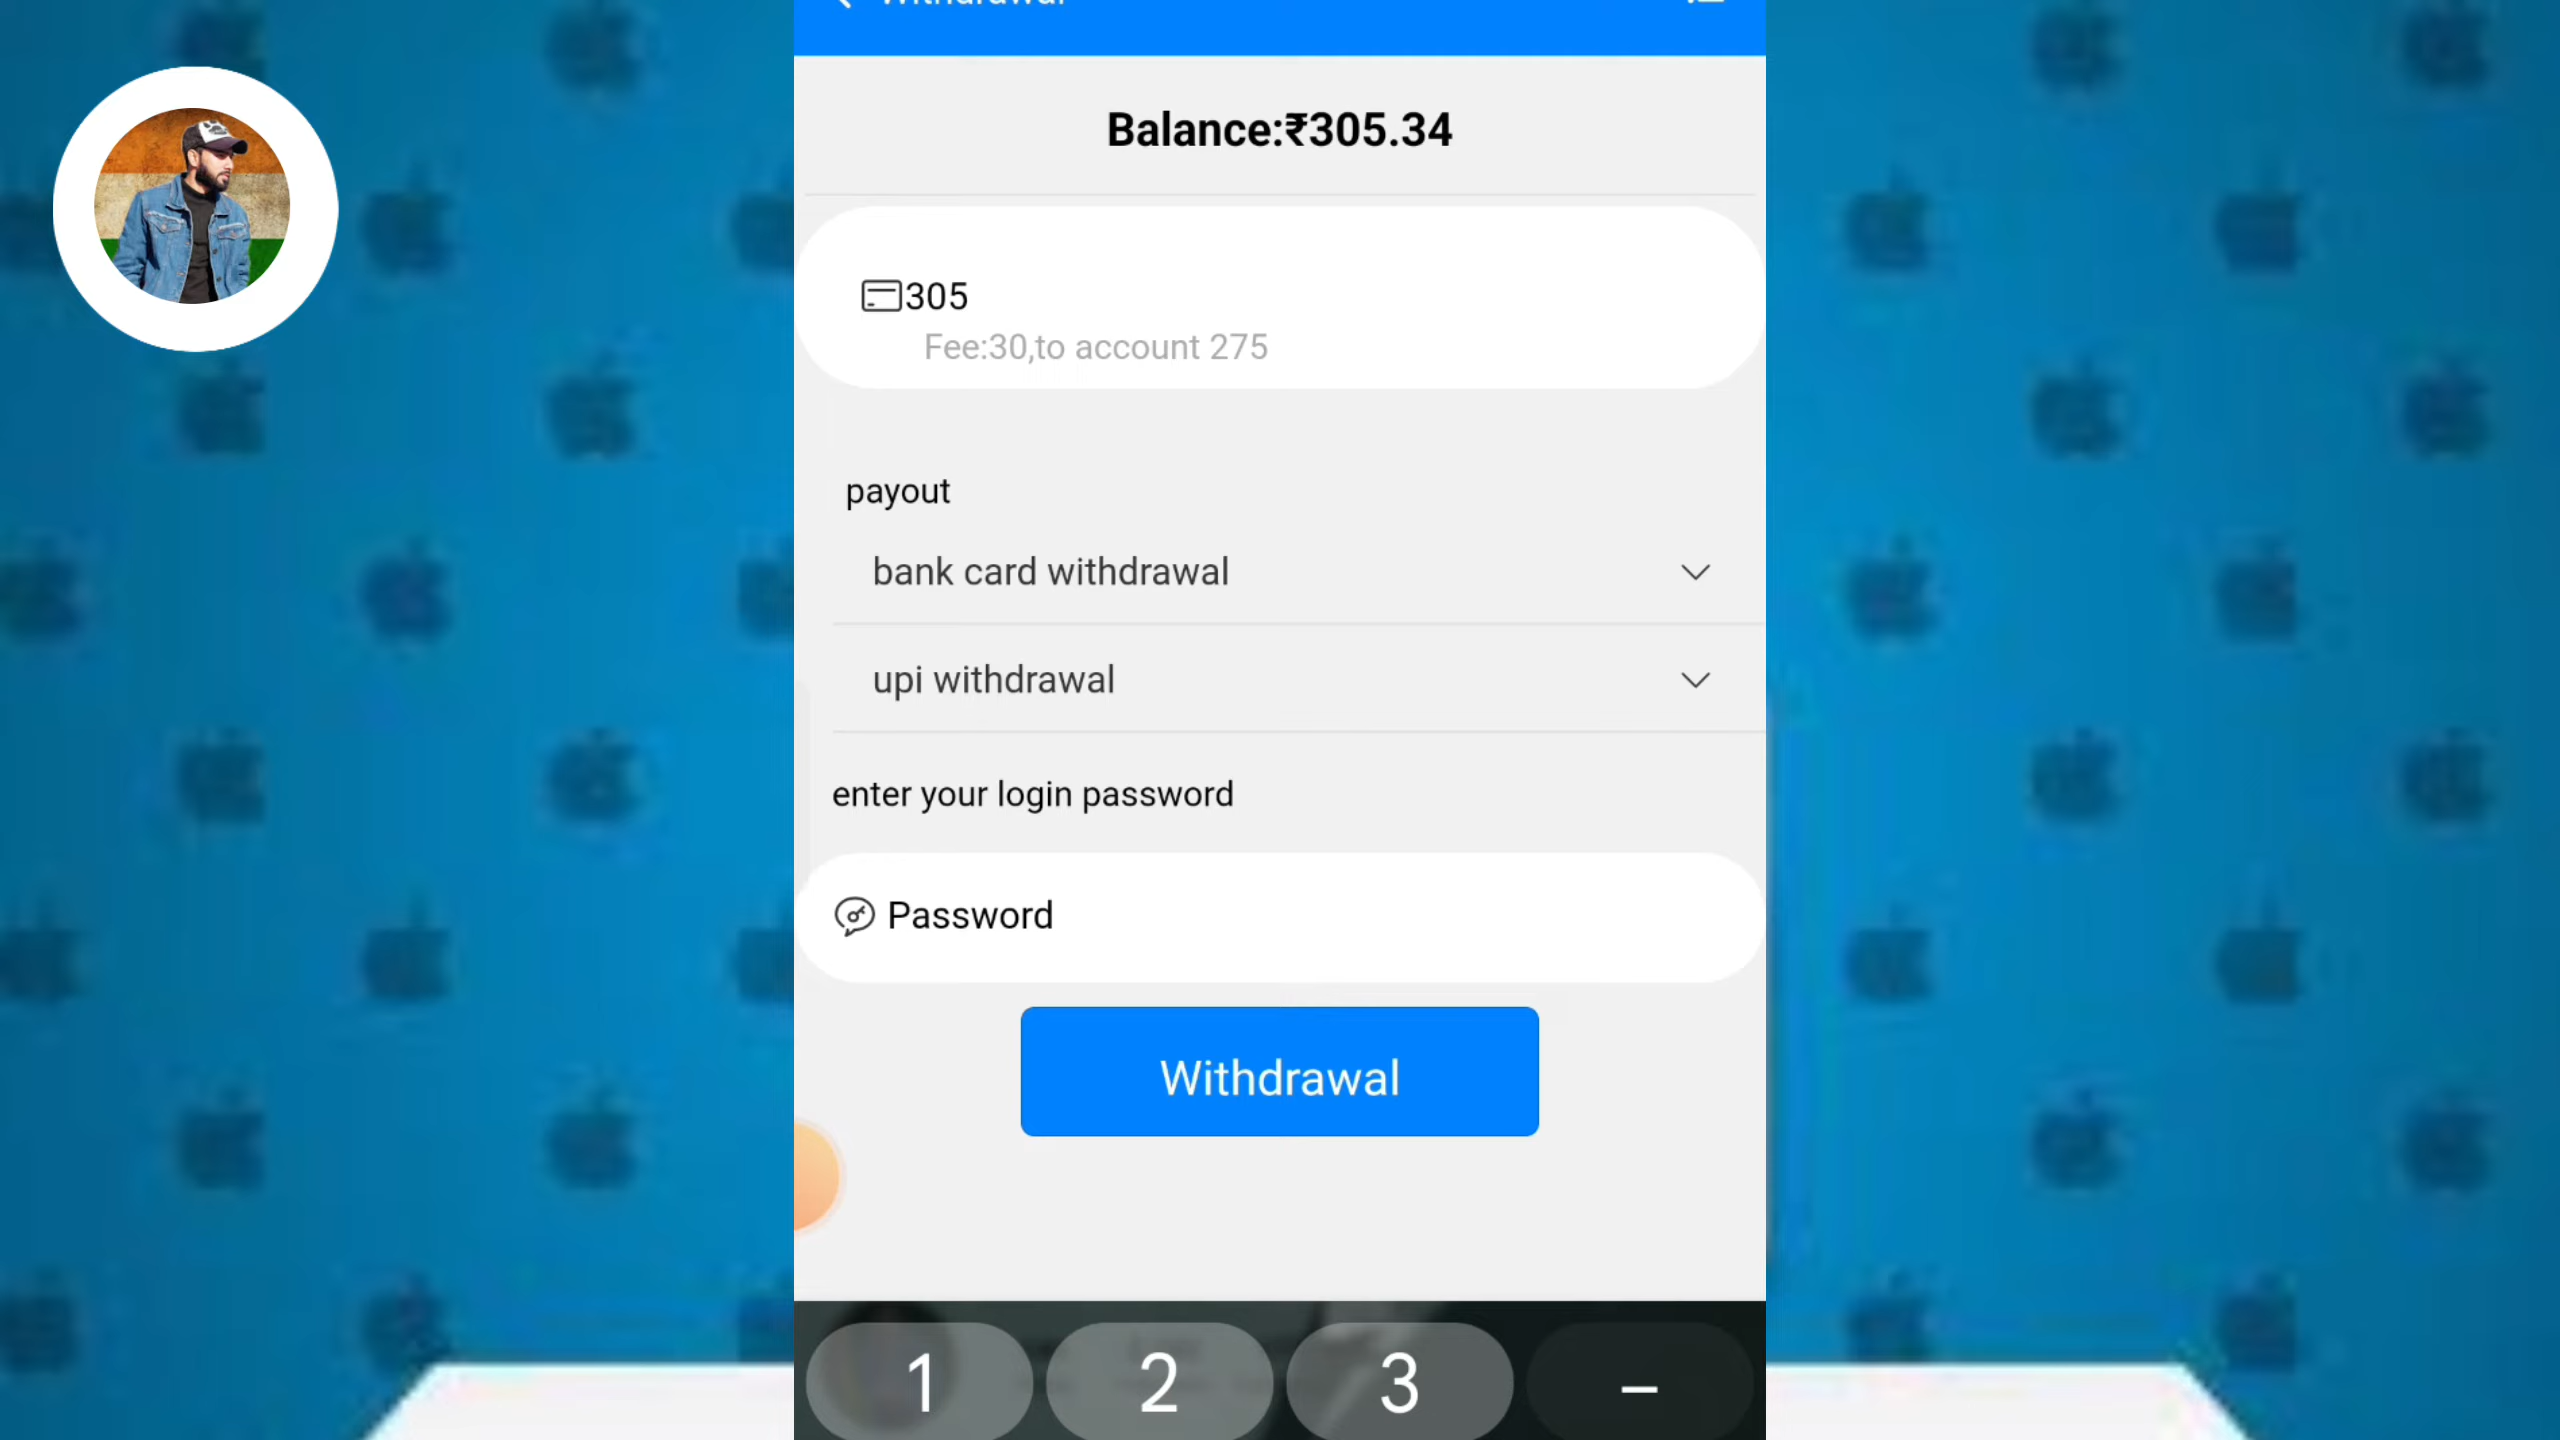 Withdrawal
Balance:₹305.34
305
Fee:30,to account 275
payout
bank card withdrawal
upi withdrawal
enter your login password
Password
Withdrawal
1 2 3 –